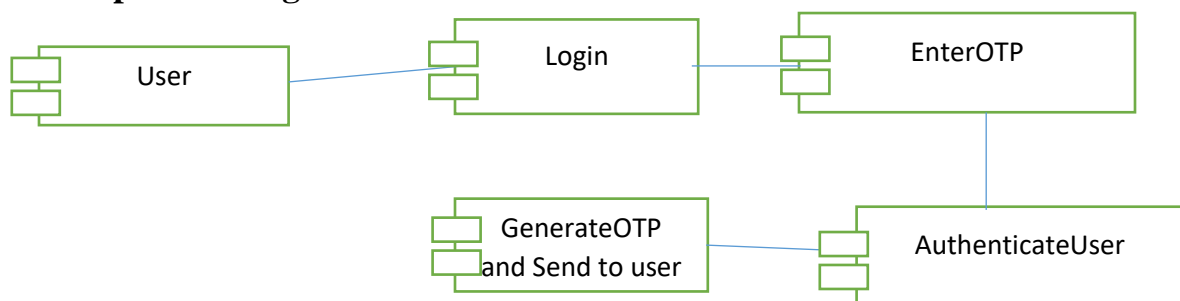 User
Login
EnterOTP
GenerateOTP
and Send to user
AuthenticateUser